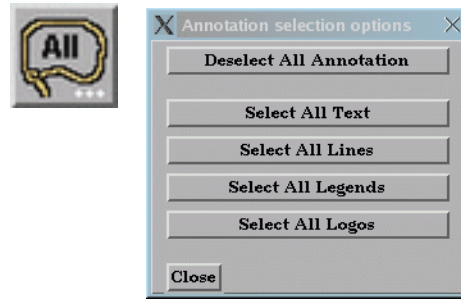 All
Annotation selection options
Deselect All Annotation
Select All Text
Select All Lines
Select All Legends
Select All Logos
Close